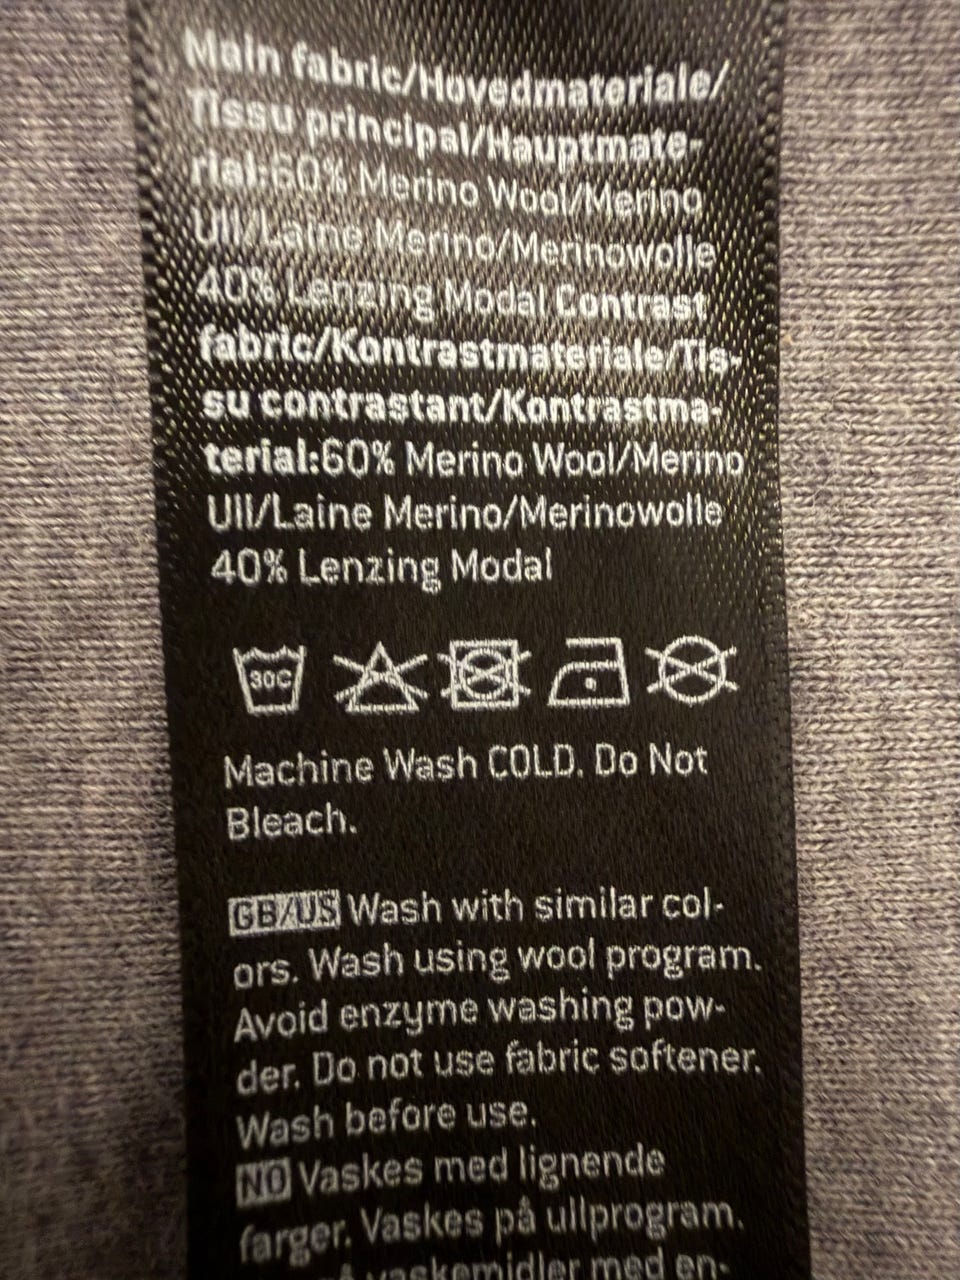 Main fabric/Hovedmateriale/
Tissu principal/Hauptmate-
rial:60% Merino Wool/Merino
Ull/Laine Merino/Merinowolle
40% Lenzing Modal Contrast
fabric/Kontrastmateriale/Tis-
su contrastant/Kontrastma-
terial:60% Merino Wool/Merino
Ull/Laine Merino/Merinowolle
40% Lenzing Modal
30C
Machine Wash COLD. Do Not
Bleach.
GB/US Wash with similar col-
ors. Wash using wool program.
Avoid enzyme washing pow-
der. Do not use fabric softener.
Wash before use.
NO Vaskes med lignende
farger. Vaskes på ullprogram.
vaskemidler med en-